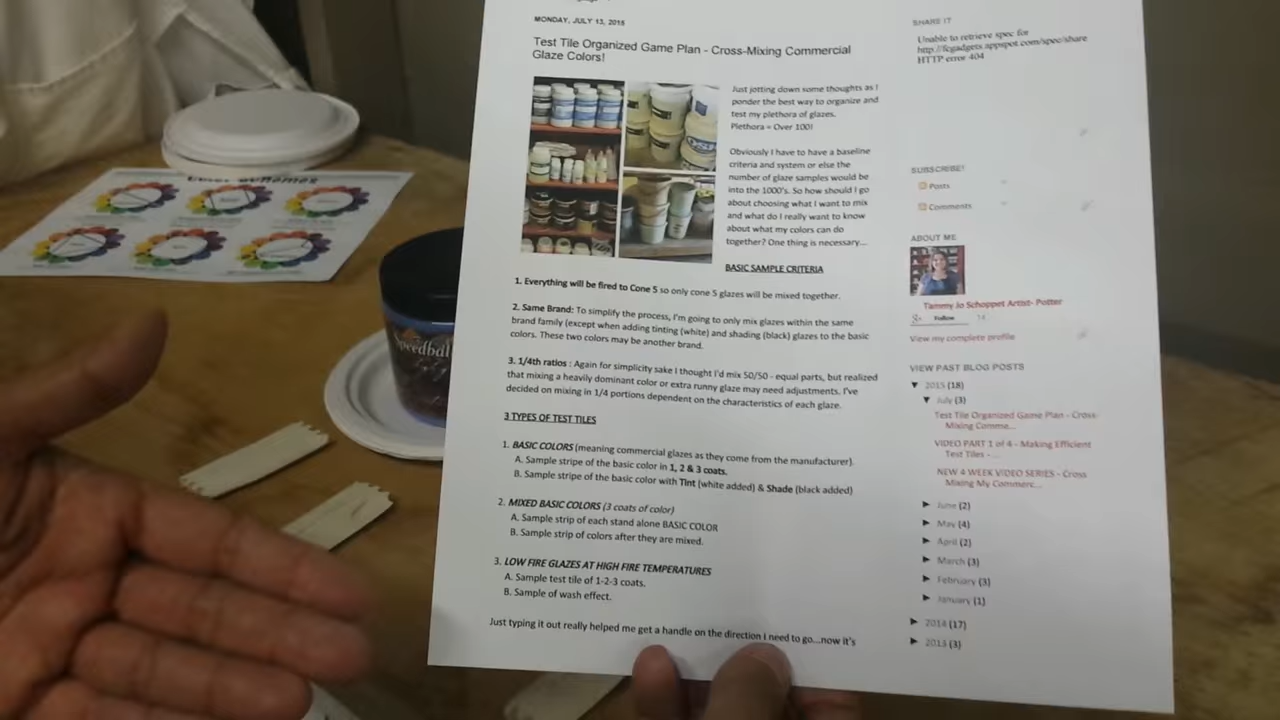 MONDAY, JULY 13, 2015
Test Tile Organized Game Plan - Cross-Mixing Commercial
Glaze Colors!
Just jotting down some thoughts as I
ponder the best way to organize and
test my plethora of glazes.
Plethora = Over 100!
Obviously I have to have a baseline
criteria and system or else the
number of glaze samples would be
into the 1000's. So how should I go
about choosing what I want to mix
and what do I really want to know
about what my colors can do
together? One thing is necessary...
BASIC SAMPLE CRITERIA
1. Everything will be fired to Cone 5 so only cone 5 glazes will be mixed together.
2. Same Brand: To simplify the process, I'm going to only mix glazes within the same
brand family (except when adding tinting (white) and shading (black) glazes to the basic
colors. These two colors may be another brand.
3. 1/4th ratios : Again for simplicity sake I thought I'd mix 50/50 - equal parts, but realized
that mixing a heavily dominant color or extra runny glaze may need adjustments. I've
decided on mixing in 1/4 portions dependent on the characteristics of each glaze.
3 TYPES OF TEST TILES
1. BASIC COLORS (meaning commercial glazes as they come from the manufacturer).
A. Sample stripe of the basic color in 1, 2 & 3 coats.
B. Sample stripe of the basic color with Tint (white added) & Shade (black added)
2. MIXED BASIC COLORS (3 coats of color)
A. Sample strip of each stand alone BASIC COLOR
B. Sample strip of colors after they are mixed.
3. LOW FIRE GLAZES AT HIGH FIRE TEMPERATURES
A. Sample test tile of 1-2-3 coats.
B. Sample of wash effect.
Just typing it out really helped me get a handle on the direction I need to go...now it's
SHARE IT
Unable to retrieve spec for
http://fcgadgets.appspot.com/spec/share
HTTP error 404
SUBSCRIBE!
Posts
Comments
ABOUT ME
Tammy Jo Schoppet Artist- Potter
Follow
View my complete profile
VIEW PAST BLOG POSTS
▼ 2015 (18)
▼ July (3)
Test Tile Organized Game Plan - Cross-
Mixing Comme...
VIDEO PART 1 of 4 - Making Efficient
Test Tiles - ...
NEW 4 WEEK VIDEO SERIES - Cross
Mixing My Commerc...
► June (2)
► May (4)
► April (2)
► March (3)
► February (3)
► January (1)
► 2014 (17)
► 2013 (3)
Speedbal